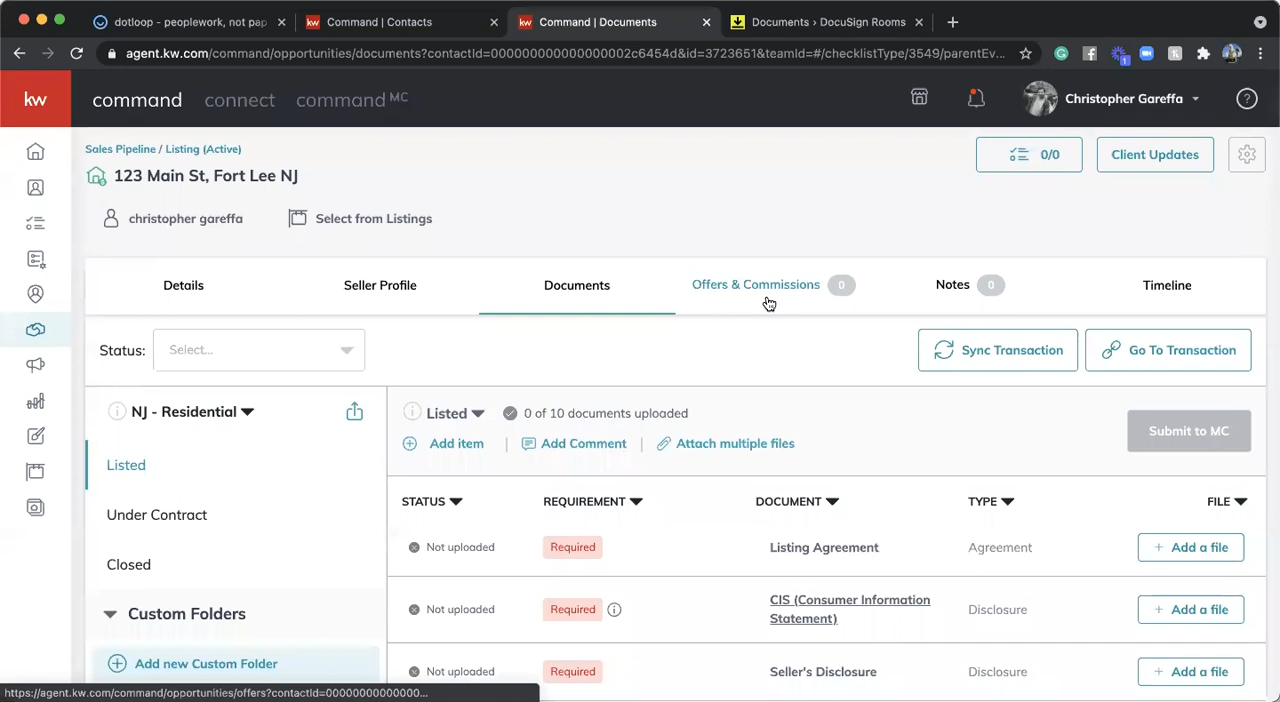 dotloop - peoplework, not pap
Command | Contacts
Command | Documents
Documents › DocuSign Rooms
agent.kw.com/command/opportunities/documents?contactId=0000000000000000002c6454d&id=3723651&teamId=#/checklistType/3549/parentEv...
1
kw command connect command MC
Christopher Gareffa
Sales Pipeline / Listing (Active)
0/0
Client Updates
123 Main St, Fort Lee NJ
christopher gareffa
Select from Listings
Details
Seller Profile
Documents
Offers & Commissions 0
Notes 0
Timeline
Status: Select...
Sync Transaction
Go To Transaction
NJ - Residential
Listed
Under Contract
Closed
Custom Folders
Add new Custom Folder
Listed 0 of 10 documents uploaded
Add item | Add Comment | Attach multiple files
Submit to MC
STATUS REQUIREMENT DOCUMENT TYPE FILE
Not uploaded Required Listing Agreement Agreement + Add a file
Not uploaded Required CIS (Consumer Information Statement) Disclosure + Add a file
Not uploaded Required Seller's Disclosure Disclosure + Add a file
https://agent.kw.com/command/opportunities/offers?contactId=00000000000000...